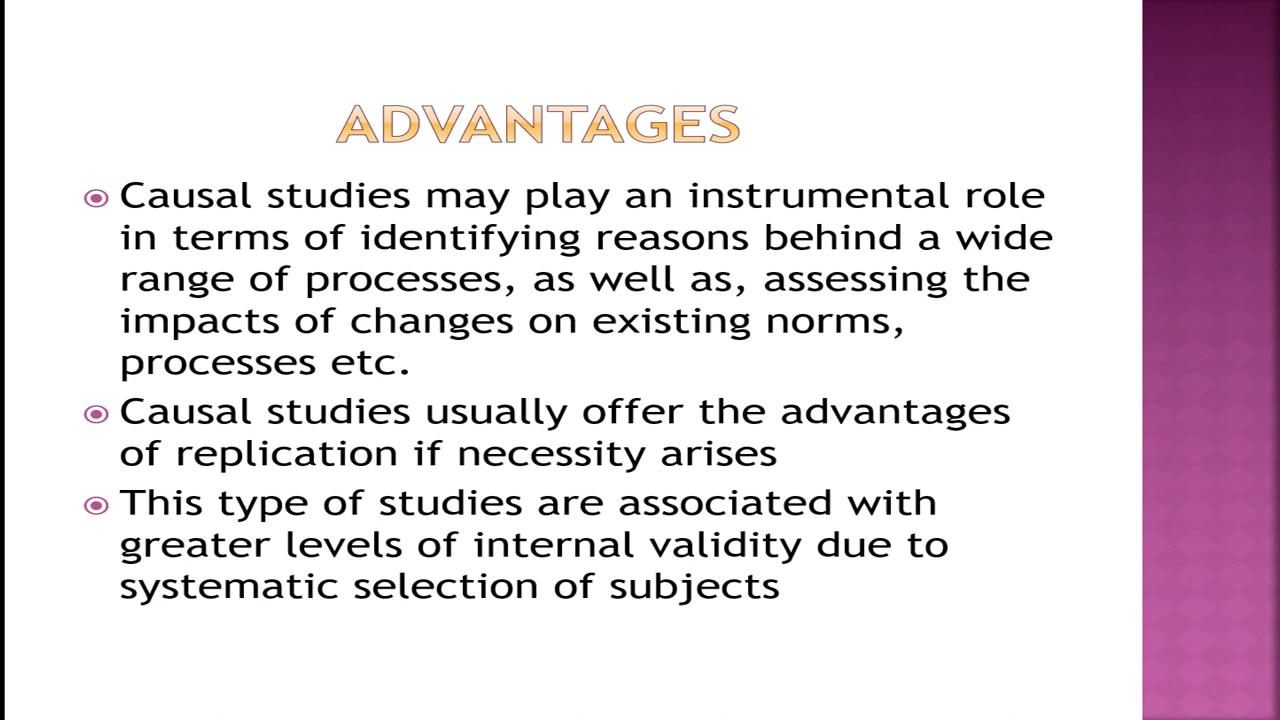 ADVANTAGES
Causal studies may play an instrumental role
in terms of identifying reasons behind a wide
range of processes, as well as, assessing the
impacts of changes on existing norms,
processes etc.
Causal studies usually offer the advantages
of replication if necessity arises
This type of studies are associated with
greater levels of internal validity due to
systematic selection of subjects